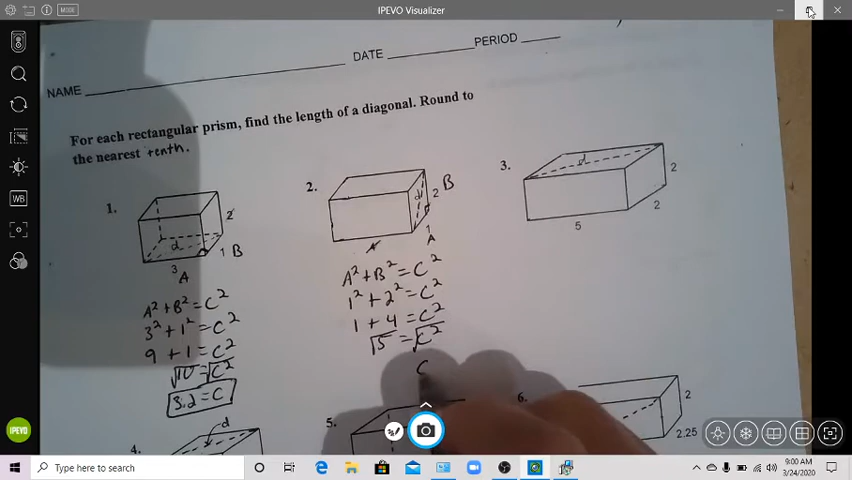 IPEVO Visualizer
MODE
NAME
DATE
PERIOD
For each rectangular prism, find the length of a diagonal. Round to
the nearest tenth.
1.
2
d
1 B
3
A
A² + B² = C²
3² + 1² = C²
9 + 1 = C²
√10 = √C²
3.2 = C
2.
d
2 B
1
A
A² + B² = C²
1² + 2² = C²
1 + 4 = C²
√5 = √C²
C
3.
d
2
2
5
4.
d
5.
6.
2
2.25
WB
IPEVO
Type here to search
9:00 AM
3/24/2020